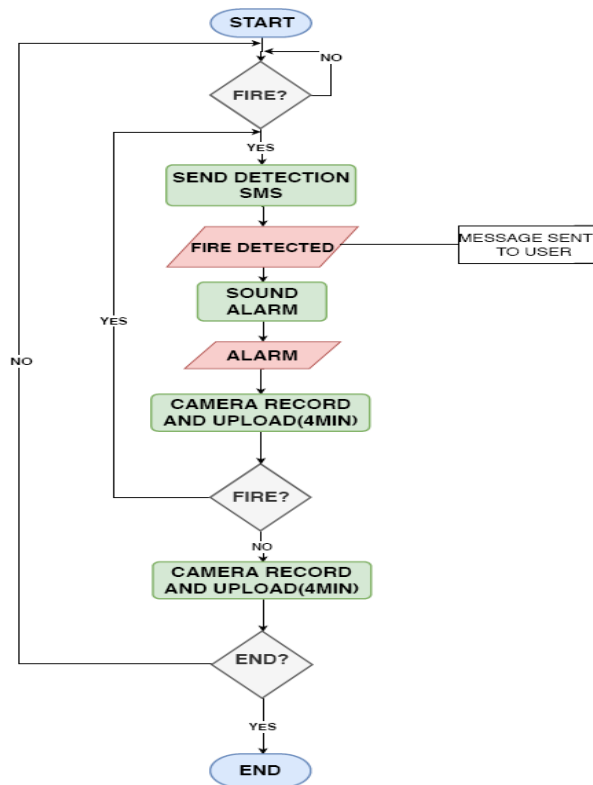 START
NO
FIRE?
YES
SEND DETECTION
SMS
FIRE DETECTED
MESSAGE SENT
TO USER
SOUND
ALARM
YES
ALARM
NO
CAMERA RECORD
AND UPLOAD(4MIN)
FIRE?
NO
CAMERA RECORD
AND UPLOAD(4MIN)
END?
YES
END